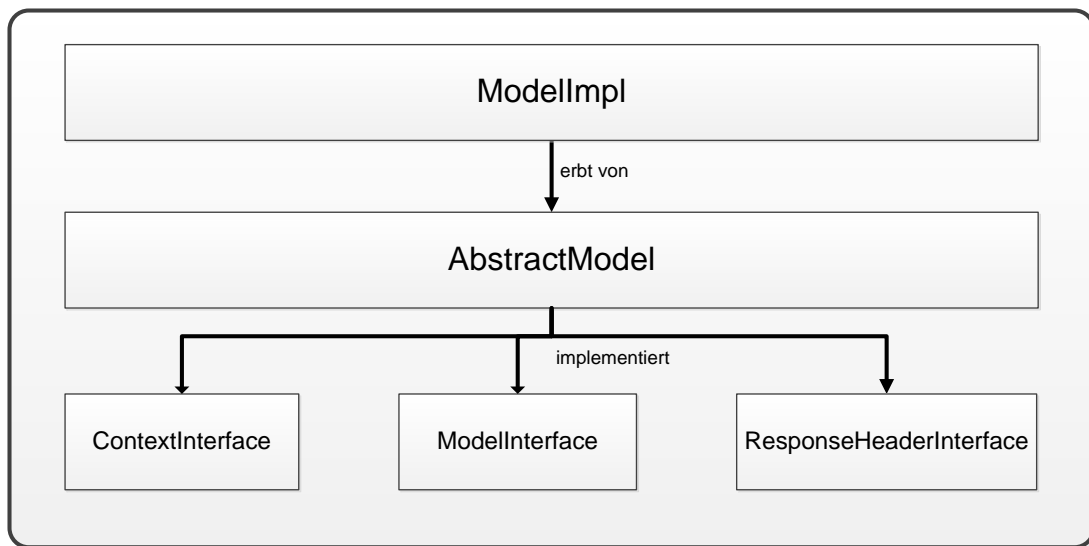 ModelImpl
erbt von
AbstractModel
implementiert
ContextInterface
ModelInterface
ResponseHeaderInterface